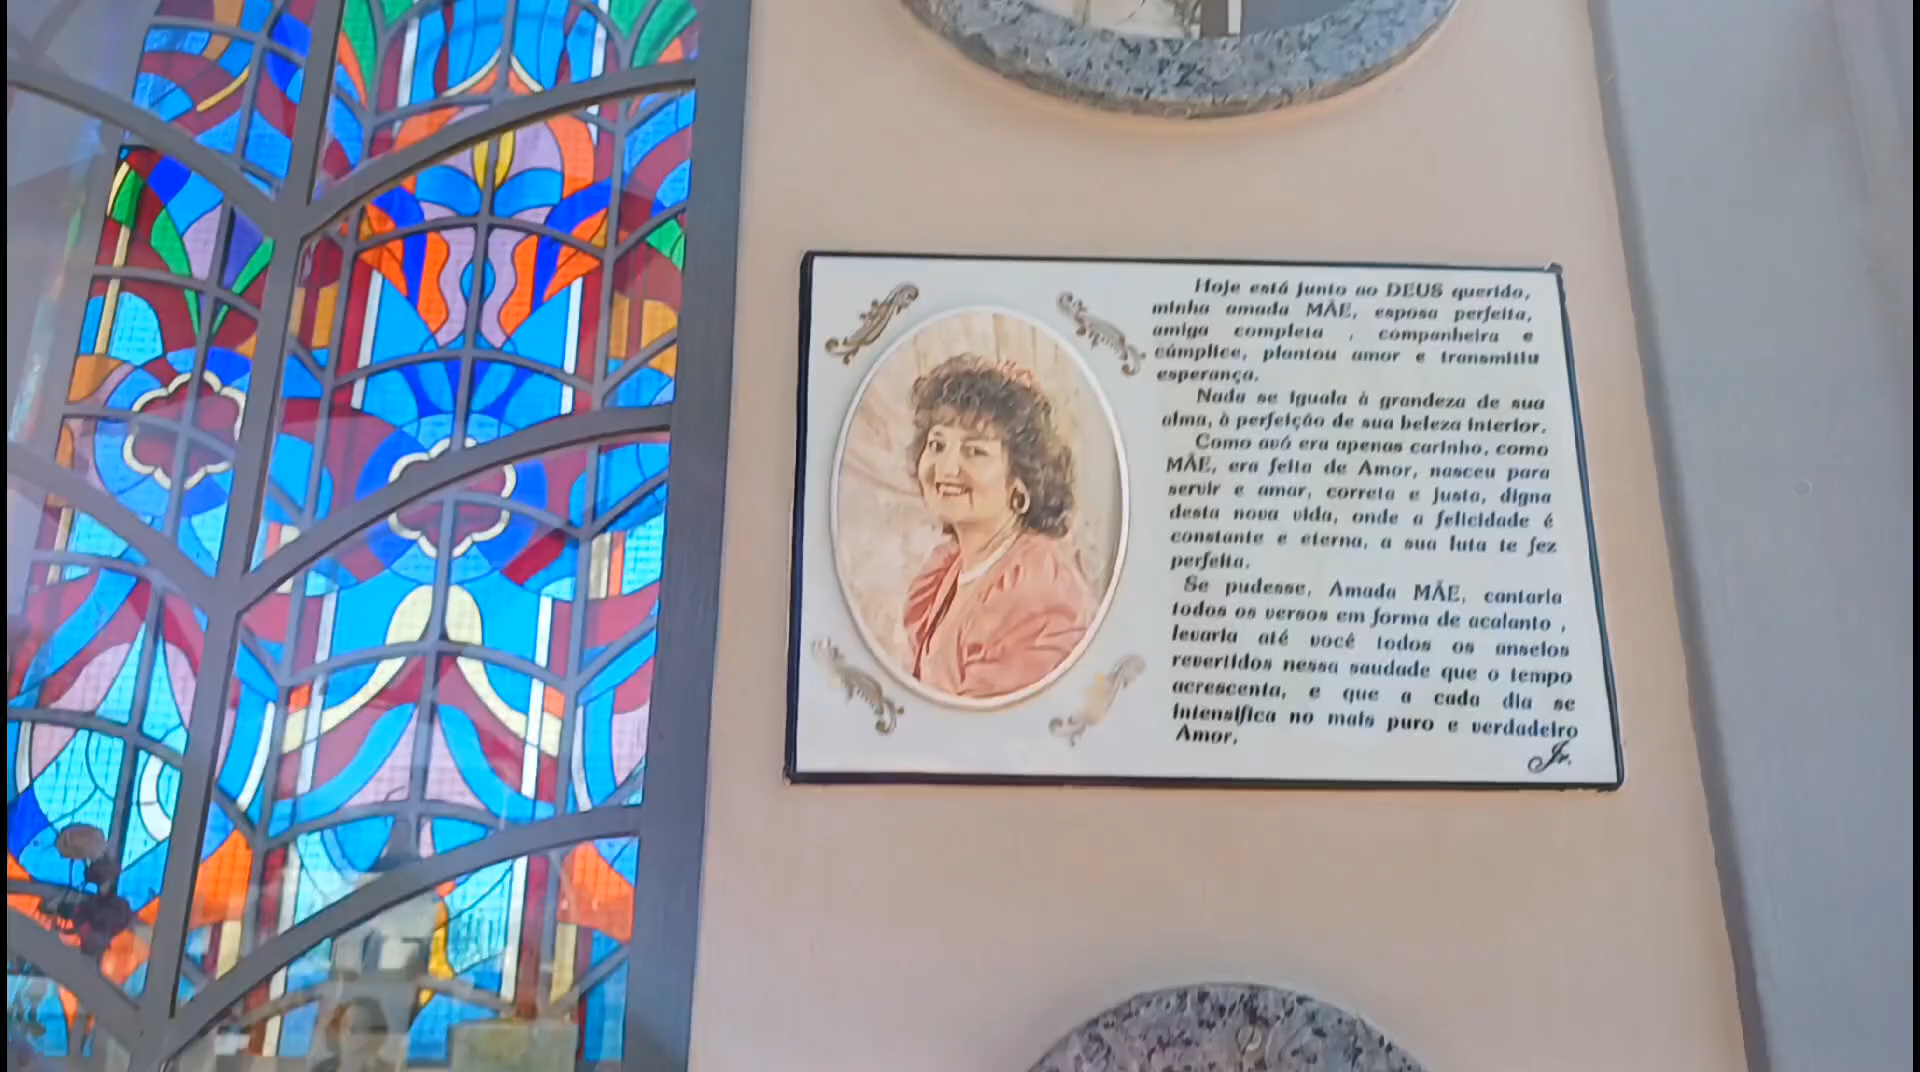 Hoje está junto ao DEUS querido,
minha amada MÃE, esposa perfeita,
amiga completa , companheira e
cúmplice, plantou amor e transmitiu
esperança.
Nada se iguala à grandeza de sua
alma, à perfeição de sua beleza interior.
Como avó era apenas carinho, como
MÃE, era feita de Amor, nasceu para
servir e amar, correta e justa, digna
desta nova vida, onde a felicidade é
constante e eterna, a sua luta te fez
perfeita.
Se pudesse, Amada MÃE, cantaria
todos os versos em forma de acalanto ,
levaria até você todos os anseios
revertidos nessa saudade que o tempo
acrescenta, e que a cada dia se
intensifica no mais puro e verdadeiro
Amor.
Jr.